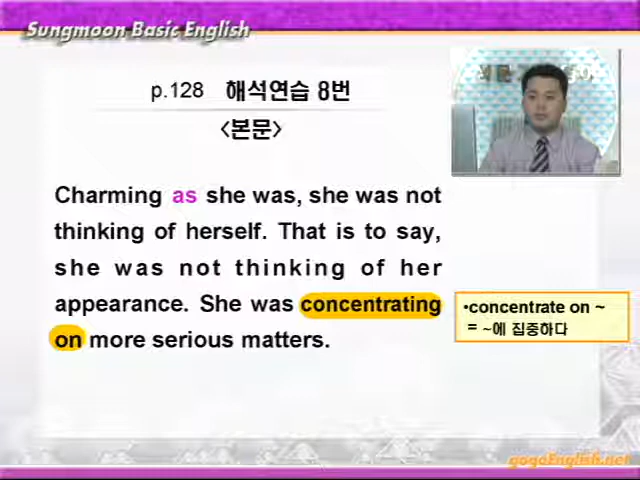 Sungmoon Basic English
p.128 해석연습 8번
<본문>
Charming as she was, she was not
thinking of herself. That is to say,
she was not thinking of her
appearance. She was concentrating
on more serious matters.
•concentrate on ~
= ~에 집중하다
gogoEnglish.net